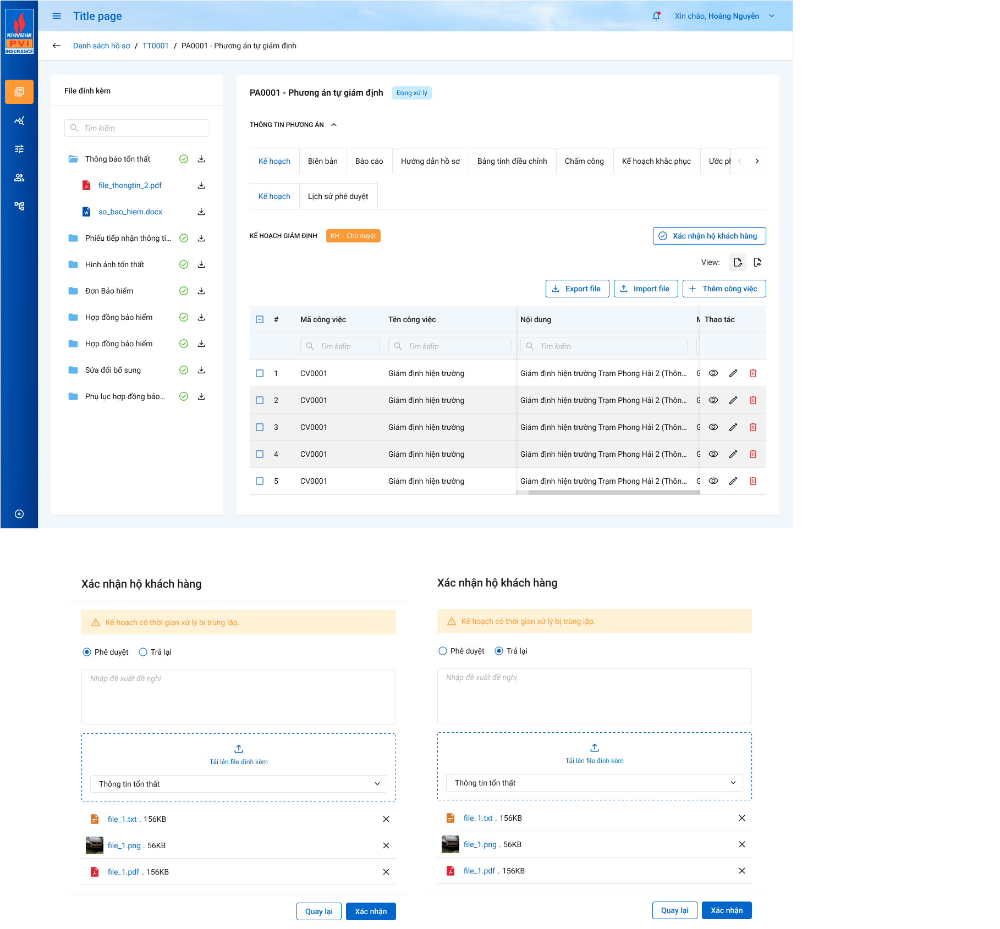 PETROVIETNAM
PVI
INSURANCE
Title page
Xin chào, Hoàng Nguyễn
Danh sách hồ sơ / TT0001 / PA0001 - Phương án tự giám định
File đính kèm
Tìm kiếm
Thông báo tổn thất
file_thongtin_2.pdf
so_bao_hiem.docx
Phiếu tiếp nhận thông ti...
Hình ảnh tổn thất
Đơn Bảo hiểm
Hợp đồng bảo hiểm
Hợp đồng bảo hiểm
Sửa đổi bổ sung
Phụ lục hợp đồng bảo...
PA0001 - Phương án tự giám định Đang xử lý
THÔNG TIN PHƯƠNG ÁN
Kế hoạch Biên bản Báo cáo Hướng dẫn hồ sơ Bảng tính điều chỉnh Chấm công Kế hoạch khắc phục Ước ph
Kế hoạch Lịch sử phê duyệt
KẾ HOẠCH GIÁM ĐỊNH KH - Chờ duyệt Xác nhận hộ khách hàng
View:
Export file Import file Thêm công việc
# Mã công việc Tên công việc Nội dung M Thao tác
Tìm kiếm Tìm kiếm Tìm kiếm
1 CV0001 Giám định hiện trường Giám định hiện trường Trạm Phong Hải 2 (Thôn... G
2 CV0001 Giám định hiện trường Giám định hiện trường Trạm Phong Hải 2 (Thôn... G
3 CV0001 Giám định hiện trường Giám định hiện trường Trạm Phong Hải 2 (Thôn... G
4 CV0001 Giám định hiện trường Giám định hiện trường Trạm Phong Hải 2 (Thôn... G
5 CV0001 Giám định hiện trường Giám định hiện trường Trạm Phong Hải 2 (Thôn... G
Xác nhận hộ khách hàng
Kế hoạch có thời gian xử lý bị trùng lặp.
Phê duyệt Trả lại
Nhập đề xuất đề nghị
Tải lên file đính kèm
Thông tin tổn thất
file_1.txt . 156KB
file_1.png . 56KB
file_1.pdf . 156KB
Quay lại Xác nhận
Xác nhận hộ khách hàng
Kế hoạch có thời gian xử lý bị trùng lặp.
Phê duyệt Trả lại
Nhập đề xuất đề nghị
Tải lên file đính kèm
Thông tin tổn thất
file_1.txt . 156KB
file_1.png . 56KB
file_1.pdf . 156KB
Quay lại Xác nhận